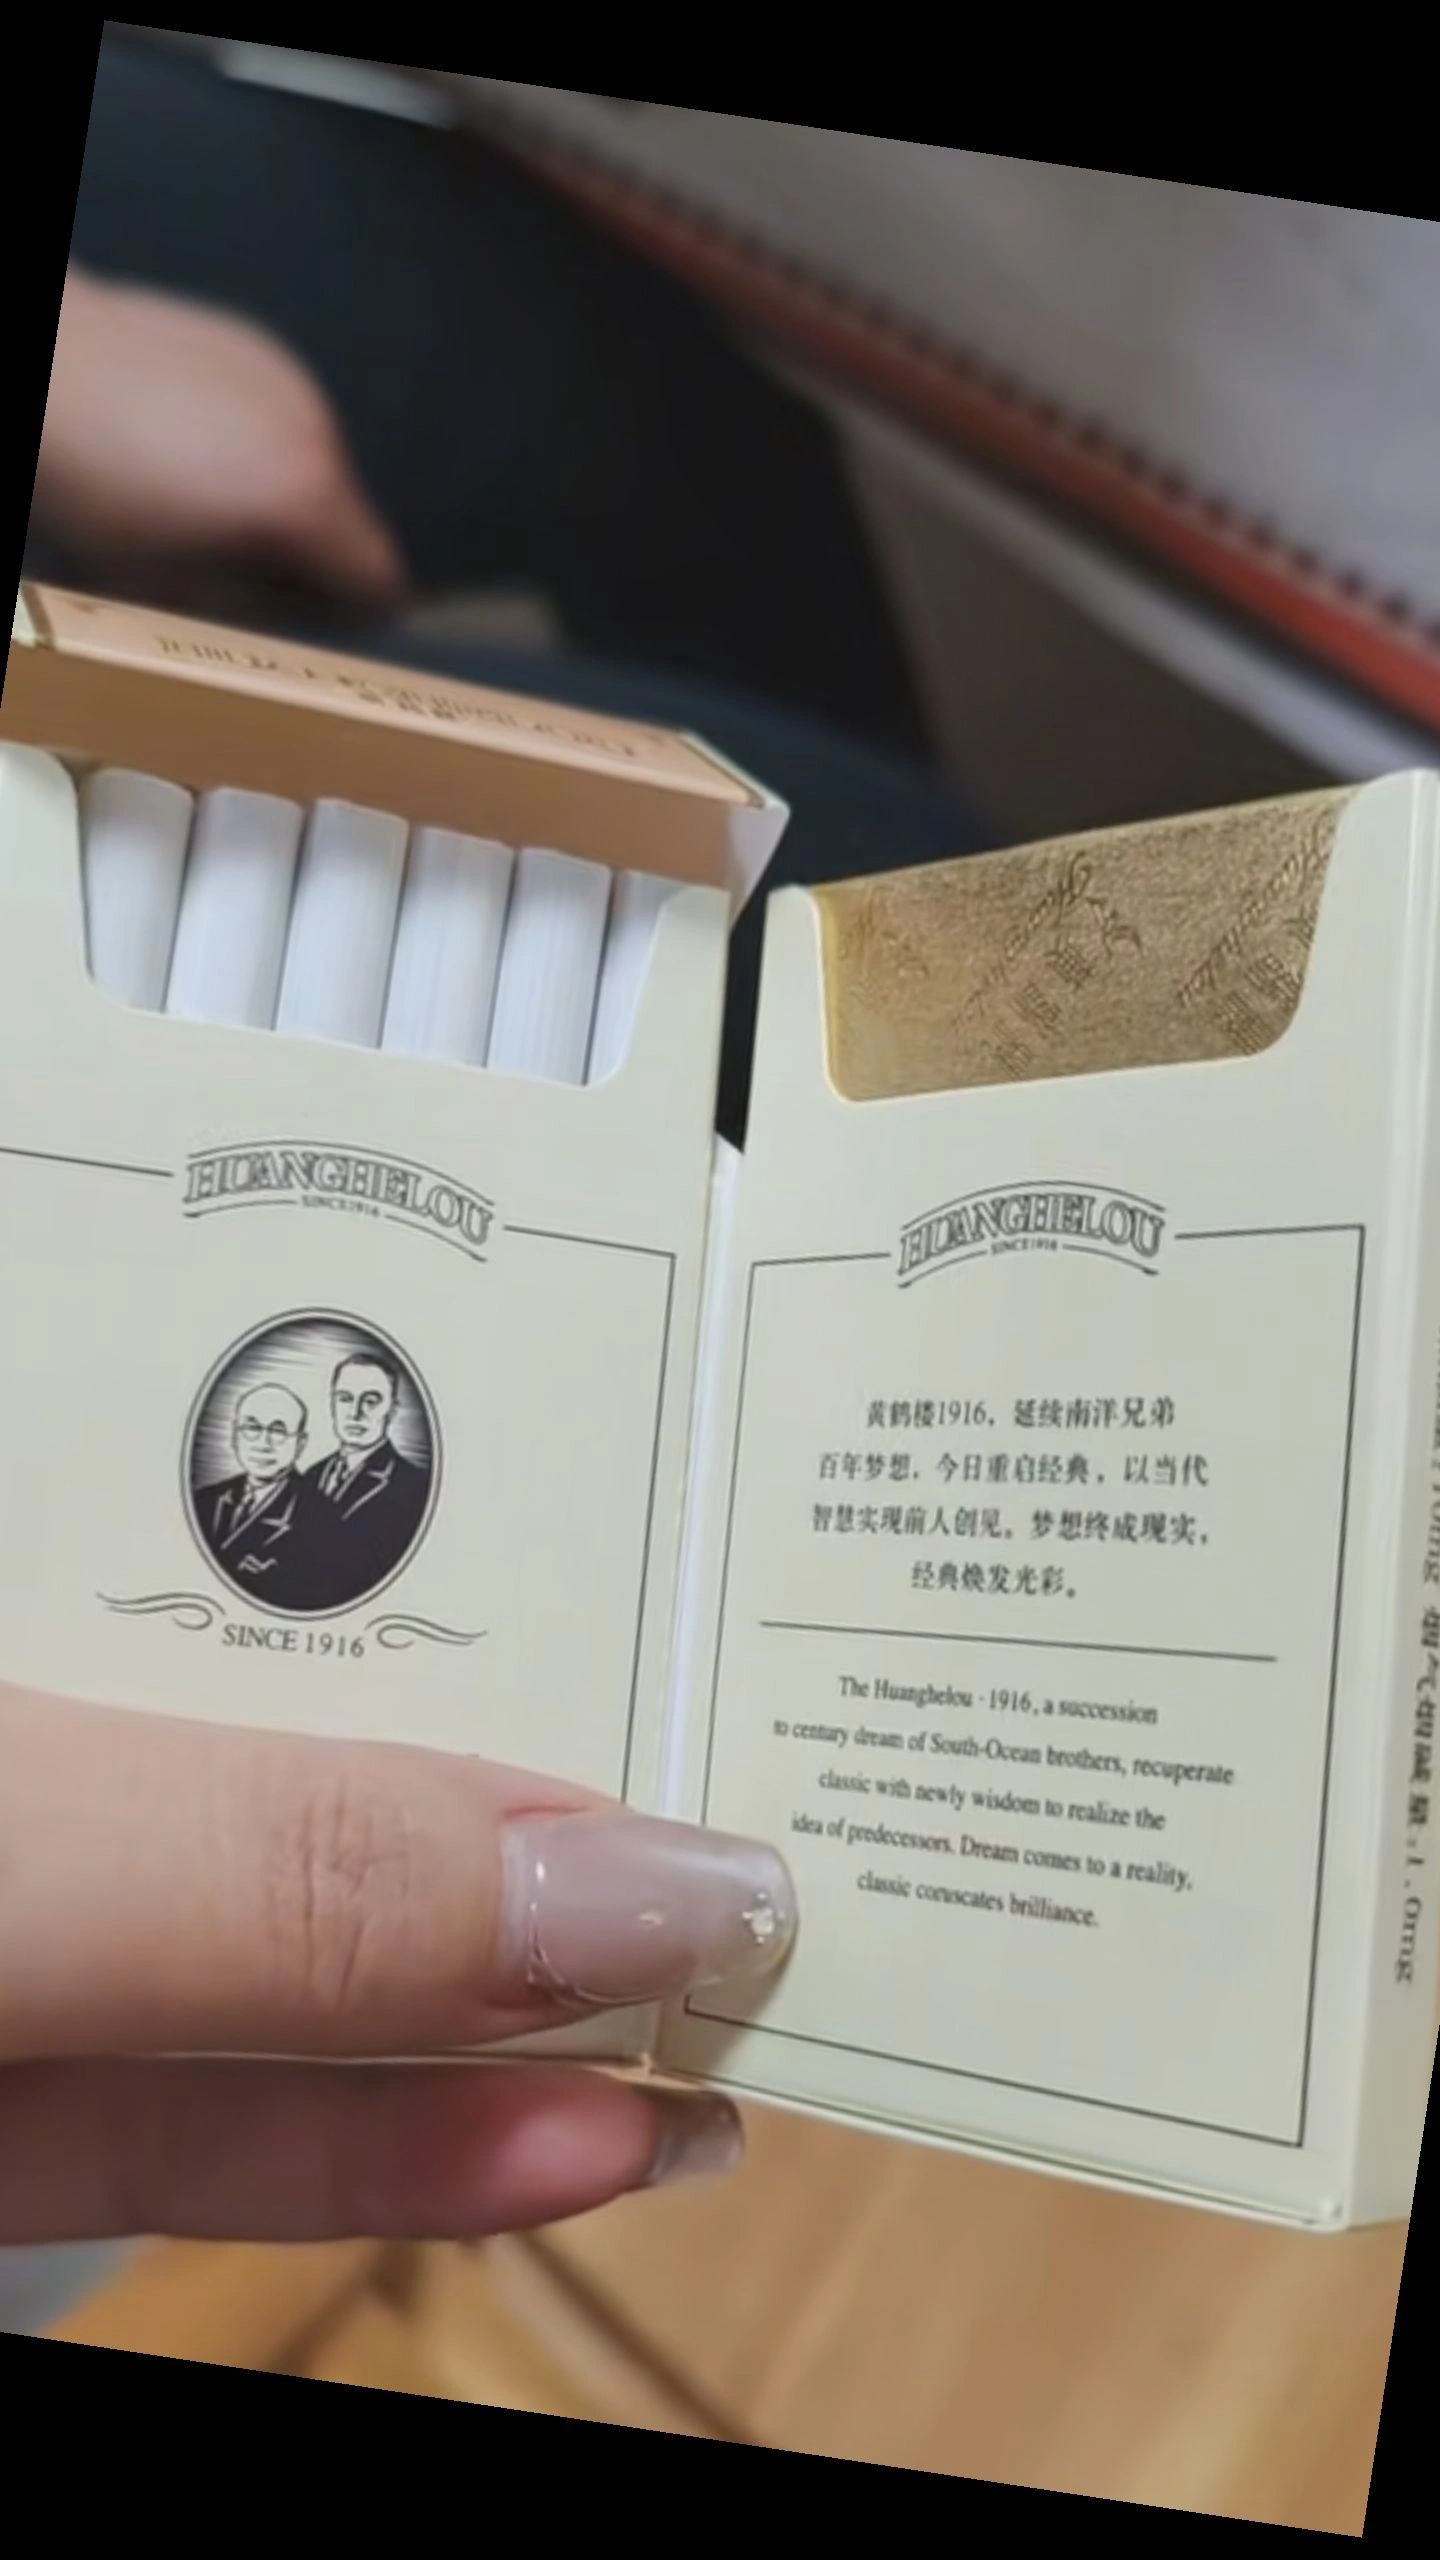 HUANGHELOU
SINCE1916
SINCE 1916
HUANGHELOU
SINCE1916
黄鹤楼1916，延续南洋兄弟
百年梦想，今日重启经典，以当代
智慧实现前人创见。梦想终成现实，
经典焕发光彩。
The Huanghelou · 1916, a succession
to century dream of South-Ocean brothers, recuperate
classic with newly wisdom to realize the
idea of predecessors. Dream comes to a reality,
classic coruscates brilliance.